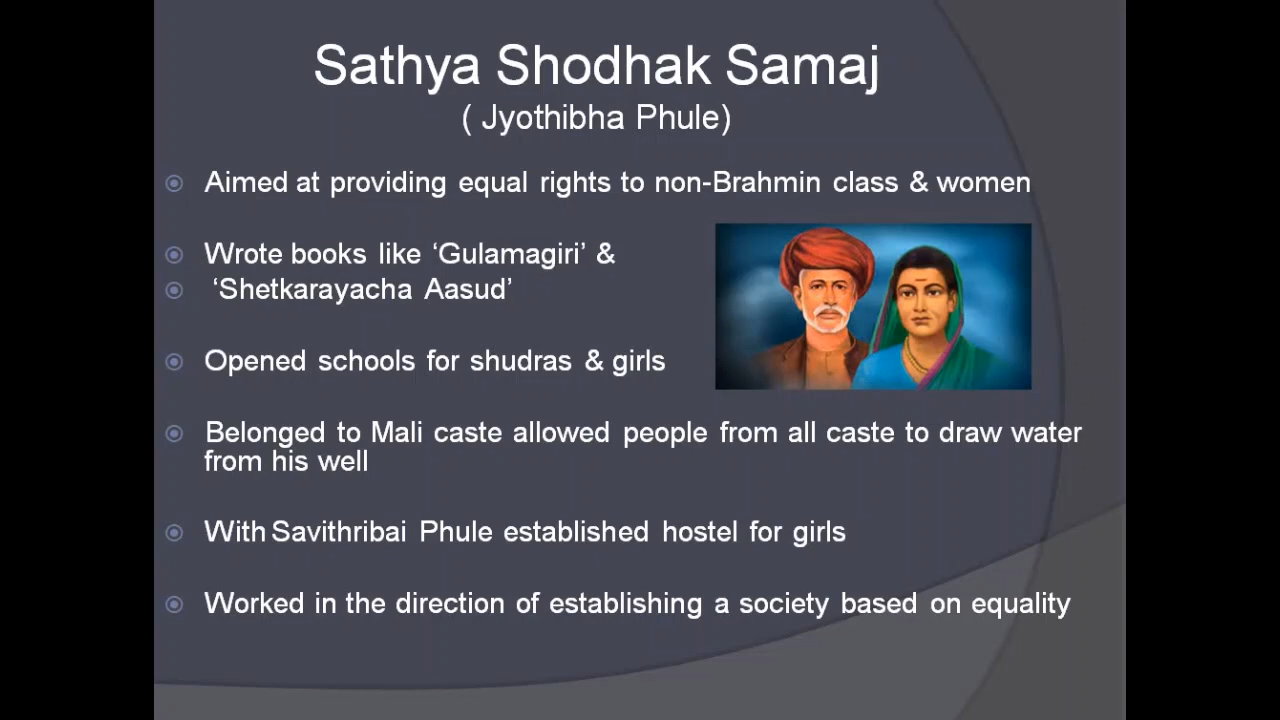 Sathya Shodhak Samaj
( Jyothibha Phule)
Aimed at providing equal rights to non-Brahmin class & women
Wrote books like ‘Gulamagiri’ &
‘Shetkarayacha Aasud’
Opened schools for shudras & girls
Belonged to Mali caste allowed people from all caste to draw water
from his well
With Savithribai Phule established hostel for girls
Worked in the direction of establishing a society based on equality